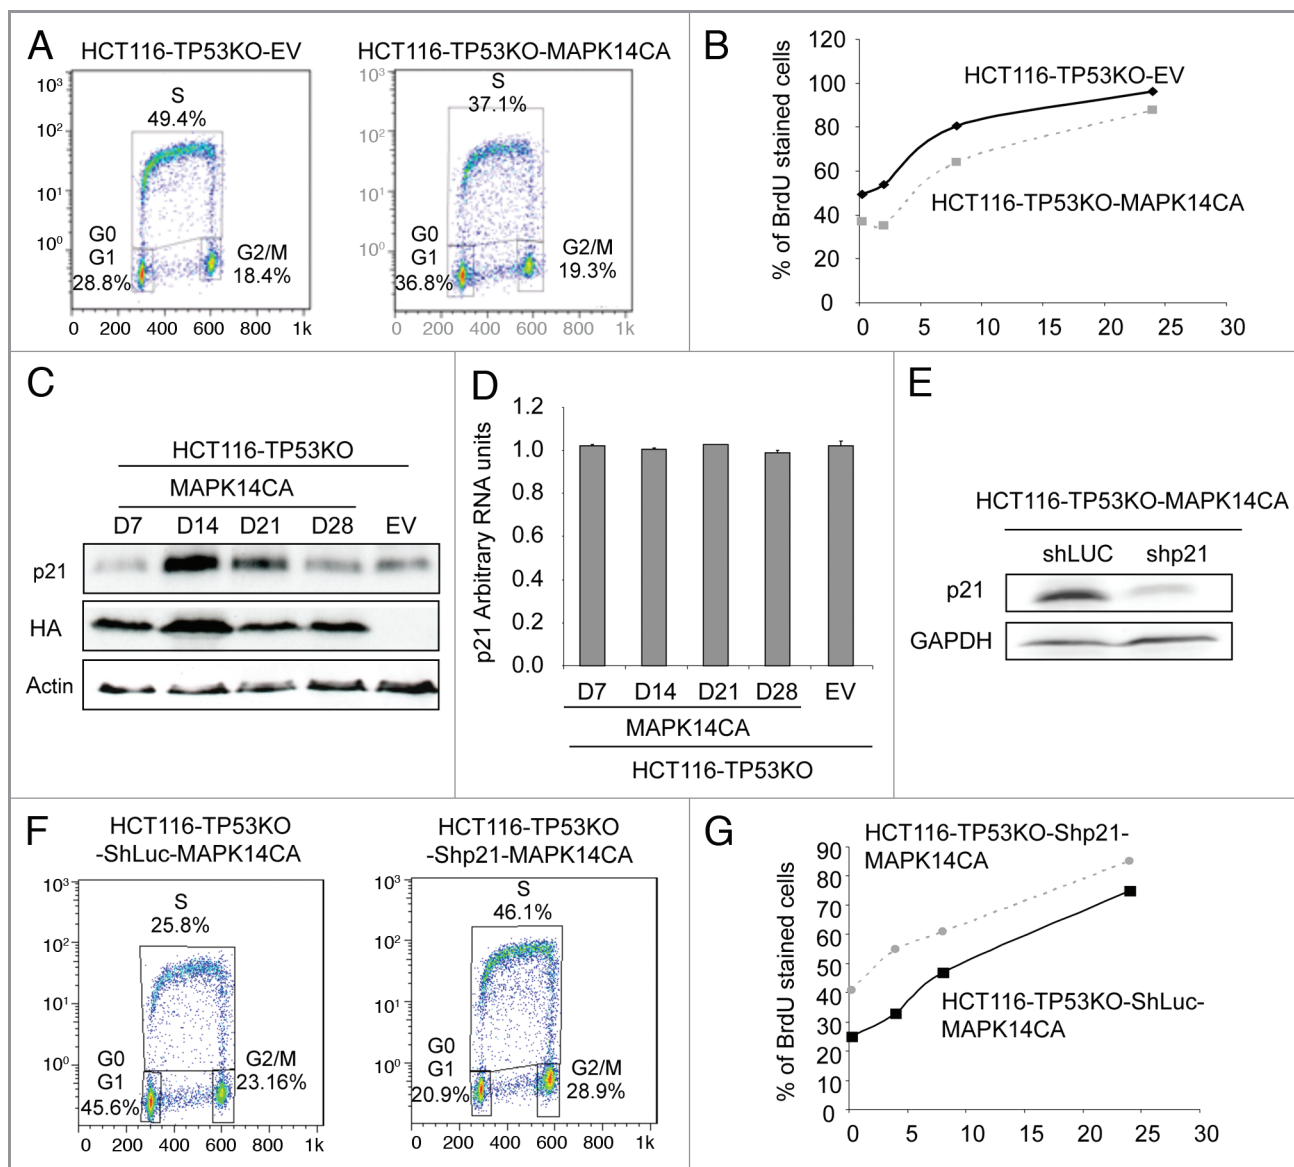 A
HCT116-TP53KO-EV
10³
10²
10¹
10⁰
S
49.4%
G0
G1
28.8%
G2/M
18.4%
0 200 400 600 800 1k
HCT116-TP53KO-MAPK14CA
10³
10²
10¹
10⁰
S
37.1%
G0
G1
36.8%
G2/M
19.3%
0 200 400 600 800 1k
B
% of BrdU stained cells
120
100
80
60
40
20
0
HCT116-TP53KO-EV
HCT116-TP53KO-MAPK14CA
0 5 10 15 20 25 30
C
HCT116-TP53KO
MAPK14CA
D7 D14 D21 D28 EV
p21
HA
Actin
D
p21 Arbitrary RNA units
1.2
1.0
0.8
0.6
0.4
0.2
0.0
D7 D14 D21 D28 EV
MAPK14CA
HCT116-TP53KO
E
HCT116-TP53KO-MAPK14CA
shLUC shp21
p21
GAPDH
F
HCT116-TP53KO
-ShLuc-MAPK14CA
10³
10²
10¹
10⁰
S
25.8%
G0
G1
45.6%
G2/M
23.16%
0 200 400 600 800 1k
HCT116-TP53KO
-Shp21-MAPK14CA
10³
10²
10¹
10⁰
S
46.1%
G0
G1
20.9%
G2/M
28.9%
0 200 400 600 800 1k
G
% of BrdU stained cells
90
80
70
60
50
40
30
20
10
0
HCT116-TP53KO-Shp21-
MAPK14CA
HCT116-TP53KO-ShLuc-
MAPK14CA
0 5 10 15 20 25 30